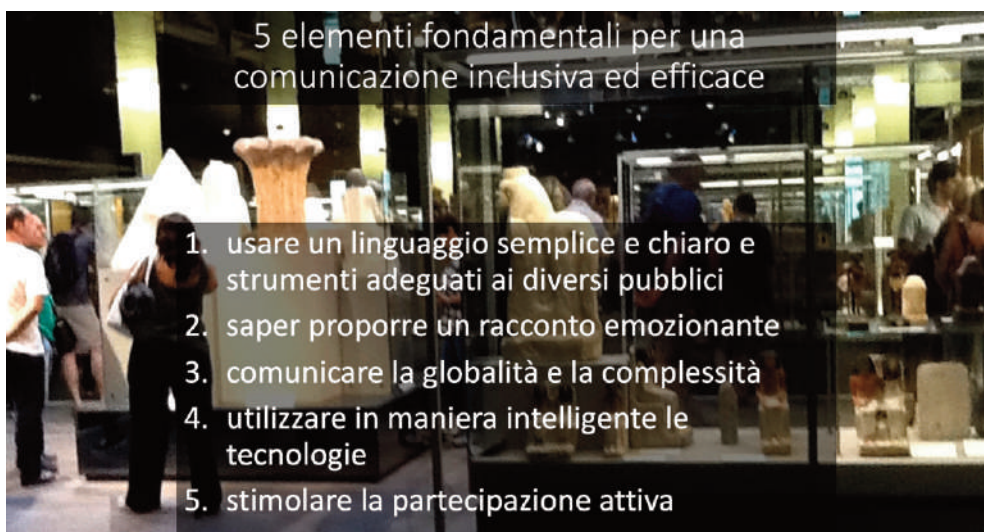 5 elementi fondamentali per una
comunicazione inclusiva ed efficace
1. usare un linguaggio semplice e chiaro e
strumenti adeguati ai diversi pubblici
2. saper proporre un racconto emozionante
3. comunicare la globalità e la complessità
4. utilizzare in maniera intelligente le
tecnologie
5. stimolare la partecipazione attiva